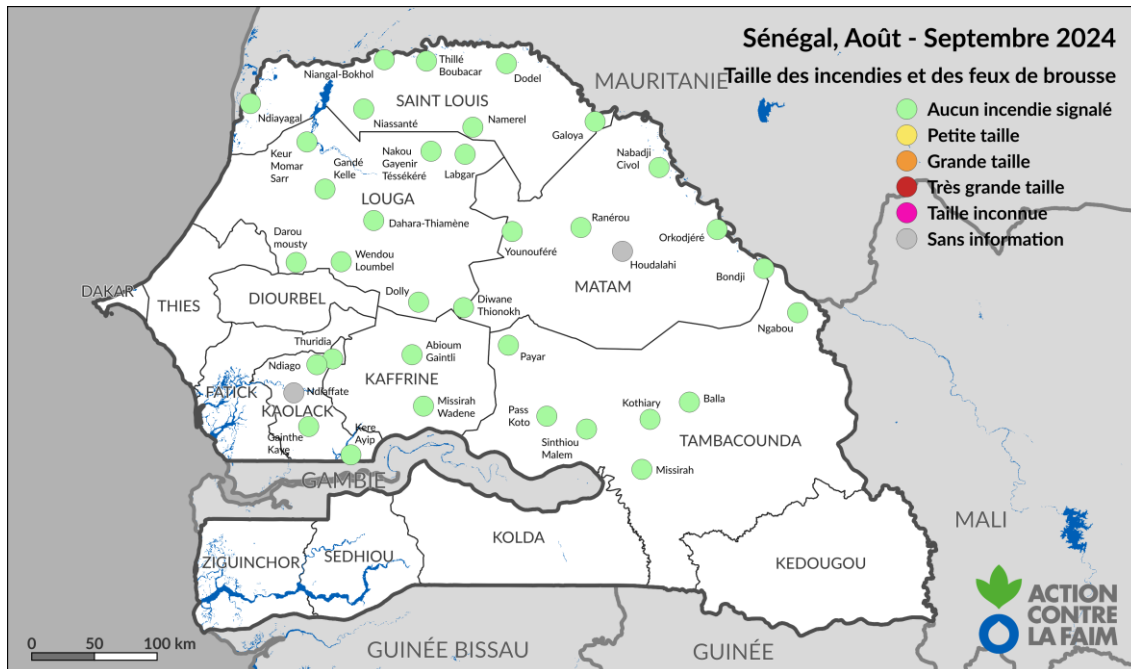 Sénégal, Août - Septembre 2024
Taille des incendies et des feux de brousse
Aucun incendie signalé
Petite taille
Grande taille
Très grande taille
Taille inconnue
Sans information
MAURITANIE
Niangal-Bokhol
Thillé
Boubacar
Dodel
SAINT LOUIS
Ndiayagal
Niassanté
Namerel
Galoya
Keur
Momar
Sarr
Gandé
Kelle
Nakou
Gayenir
Téssékéré
Labgar
Nabadji
Civol
LOUGA
Dahara-Thiamène
Ranérou
Younouféré
Orkodjéré
Darou
mousty
Wendou
Loumbel
Houdalahi
Bondji
MATAM
DAKAR
THIES
DIOURBEL
Dolly
Diwane
Thionokh
Ngabou
Thuridia
Ndiago
Abioum
Gaintli
Payar
KAFFRINE
FATICK
Ndiaffate
KAOLACK
Missirah
Wadene
Pass
Koto
Kothiary
Balla
Gainthe
Kaye
Kere
Ayip
Sinthiou
Malem
TAMBACOUNDA
Missirah
GAMBIE
MALI
KOLDA
ZIGUINCHOR
SEDHIOU
KEDOUGOU
0 50 100 km
GUINÉE BISSAU
GUINÉE
ACTION
CONTRE
LA FAIM